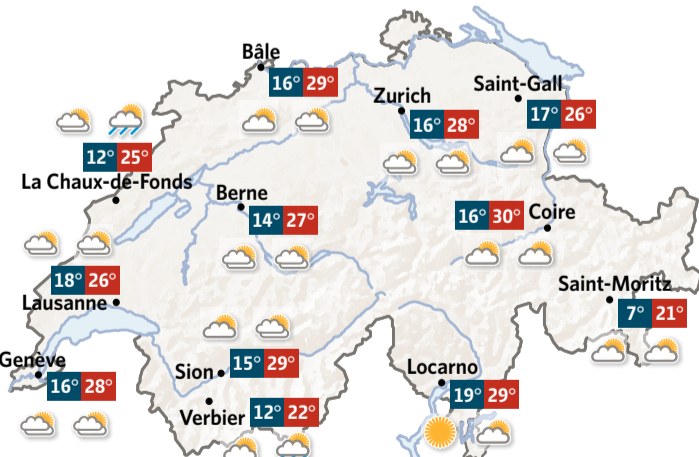 Bâle
16° 29°
Zurich
16° 28°
Saint-Gall
17° 26°
12° 25°
La Chaux-de-Fonds
Berne
14° 27°
16° 30° Coire
18° 26°
Lausanne
Saint-Moritz
7° 21°
Genève
16° 28°
Sion 15° 29°
Verbier 12° 22°
Locarno
19° 29°